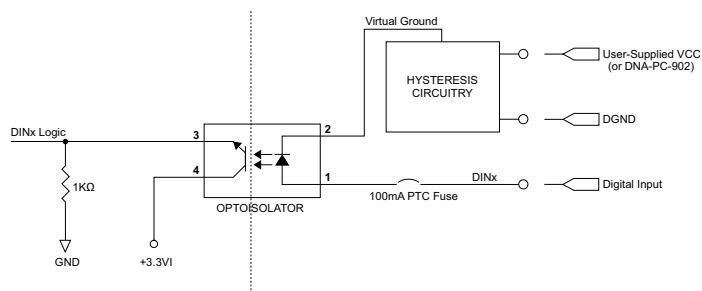 Virtual Ground
HYSTERESIS
CIRCUITRY
User-Supplied VCC
(or DNA-PC-902)
DGND
DINx Logic
3
2
4
1
DINx
Digital Input
100mA PTC Fuse
1KΩ
OPTOISOLATOR
GND
+3.3VI